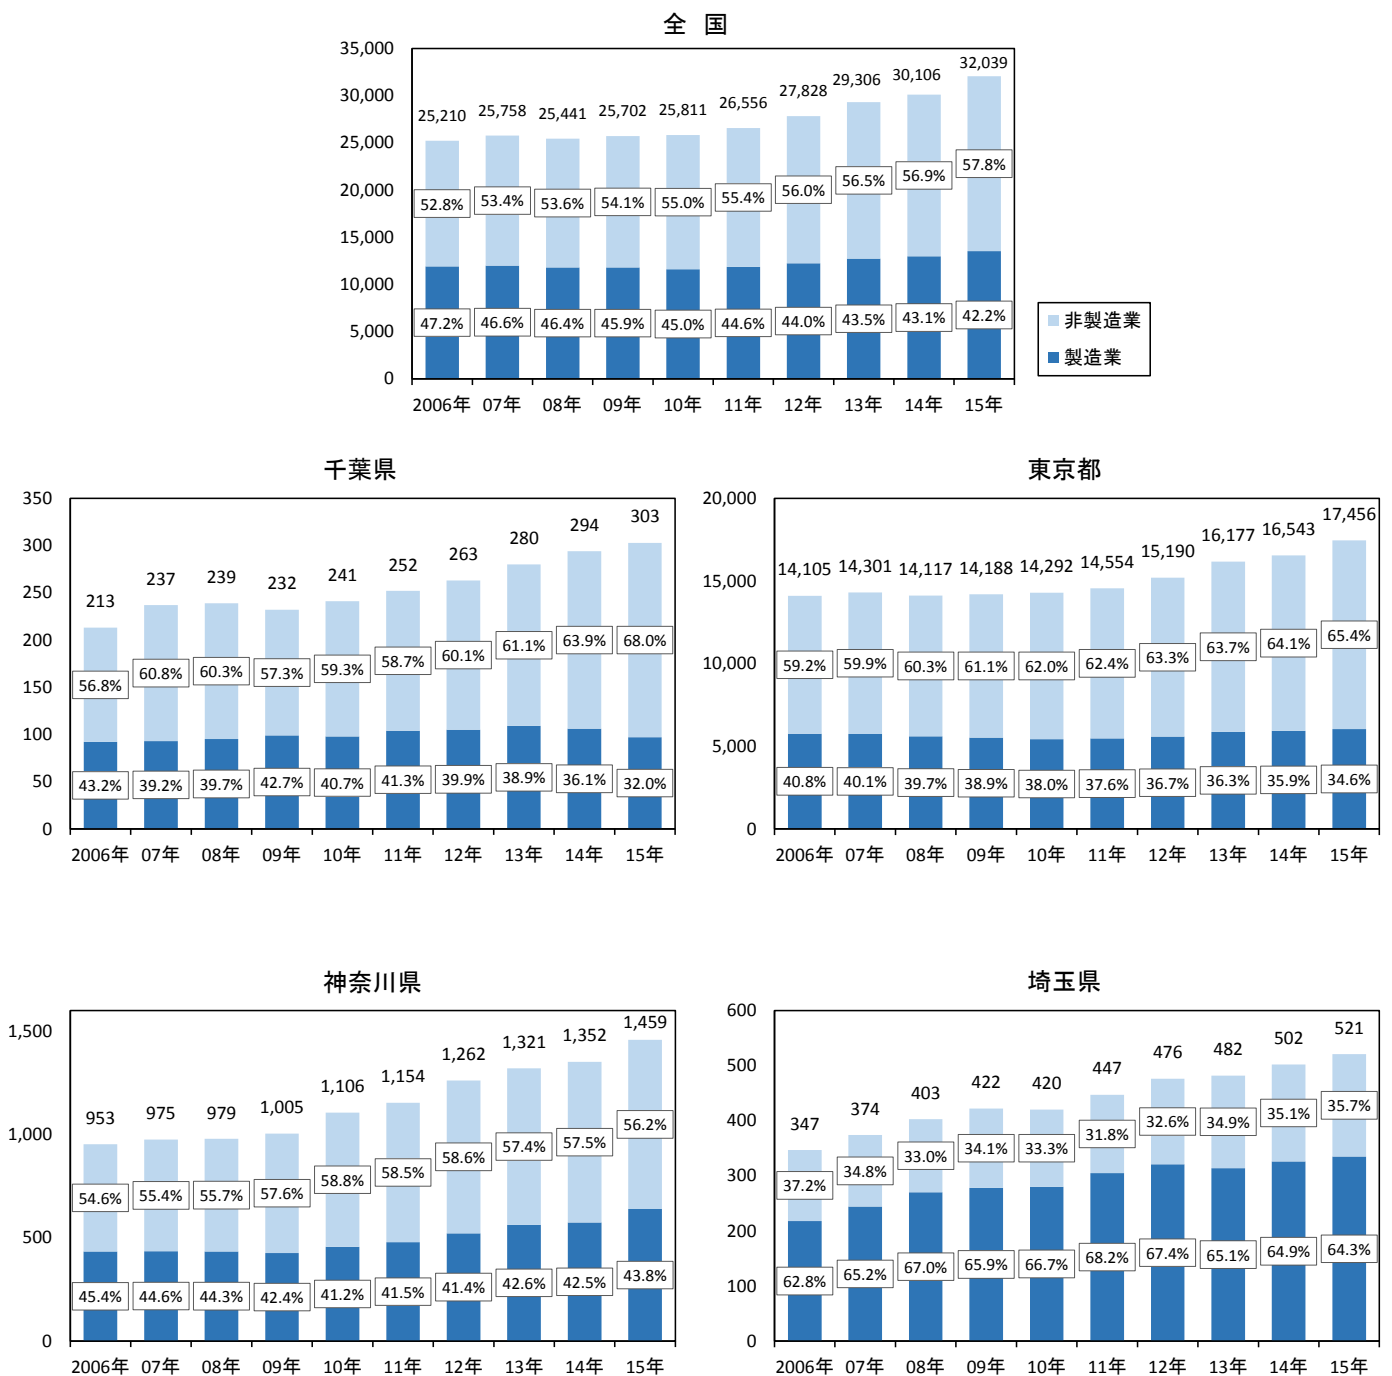 全 国
35,000
30,000
25,000
20,000
15,000
10,000
5,000
0
25,210 25,758 25,441 25,702 25,811 26,556 27,828 29,306 30,106 32,039
52.8% 53.4% 53.6% 54.1% 55.0% 55.4% 56.0% 56.5% 56.9% 57.8%
47.2% 46.6% 46.4% 45.9% 45.0% 44.6% 44.0% 43.5% 43.1% 42.2%
2006年 07年 08年 09年 10年 11年 12年 13年 14年 15年
非製造業
製造業
千葉県
350
300
250
200
150
100
50
0
213 237 239 232 241 252 263 280 294 303
56.8% 60.8% 60.3% 57.3% 59.3% 58.7% 60.1% 61.1% 63.9% 68.0%
43.2% 39.2% 39.7% 42.7% 40.7% 41.3% 39.9% 38.9% 36.1% 32.0%
2006年 07年 08年 09年 10年 11年 12年 13年 14年 15年
東京都
20,000
15,000
10,000
5,000
0
14,105 14,301 14,117 14,188 14,292 14,554 15,190 16,177 16,543 17,456
59.2% 59.9% 60.3% 61.1% 62.0% 62.4% 63.3% 63.7% 64.1% 65.4%
40.8% 40.1% 39.7% 38.9% 38.0% 37.6% 36.7% 36.3% 35.9% 34.6%
2006年 07年 08年 09年 10年 11年 12年 13年 14年 15年
神奈川県
1,500
1,000
500
0
953 975 979 1,005 1,106 1,154 1,262 1,321 1,352 1,459
54.6% 55.4% 55.7% 57.6% 58.8% 58.5% 58.6% 57.4% 57.5% 56.2%
45.4% 44.6% 44.3% 42.4% 41.2% 41.5% 41.4% 42.6% 42.5% 43.8%
2006年 07年 08年 09年 10年 11年 12年 13年 14年 15年
埼玉県
600
500
400
300
200
100
0
347 374 403 422 420 447 476 482 502 521
37.2% 34.8% 33.0% 34.1% 33.3% 31.8% 32.6% 34.9% 35.1% 35.7%
62.8% 65.2% 67.0% 65.9% 66.7% 68.2% 67.4% 65.1% 64.9% 64.3%
2006年 07年 08年 09年 10年 11年 12年 13年 14年 15年